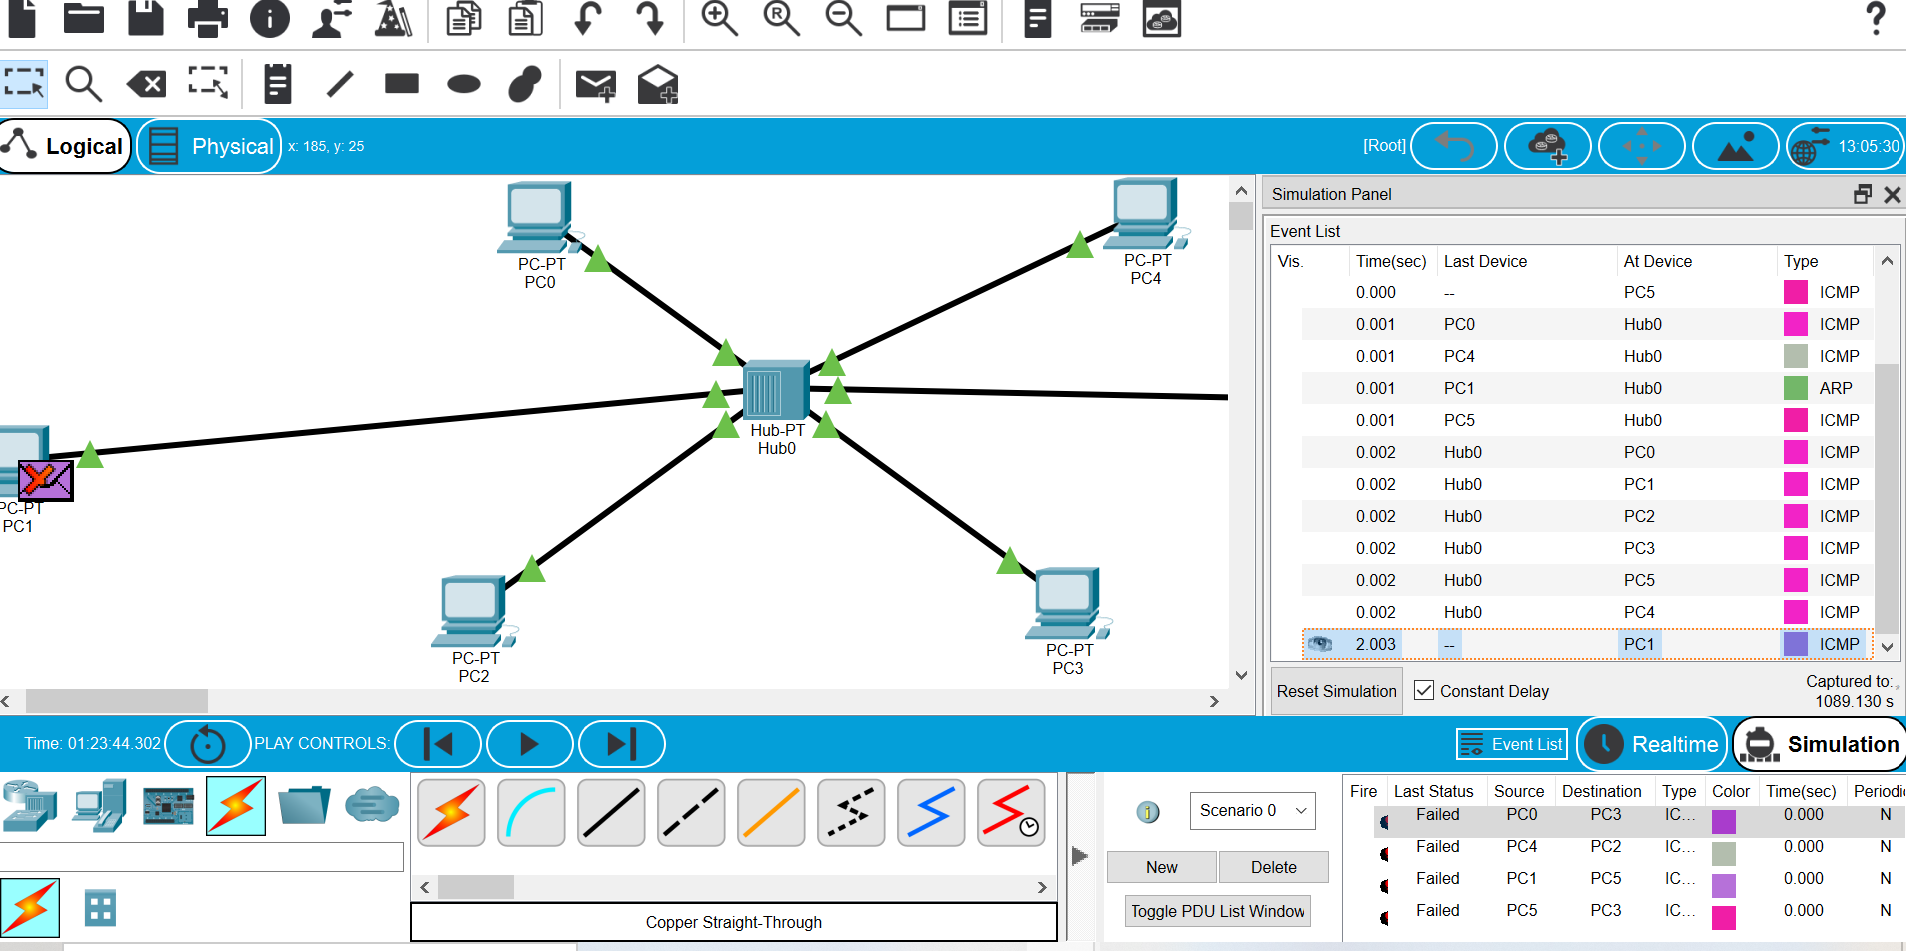 Logical
Physical
x: 185, y: 25
[Root]
13:05:30
PC-PT
PC0
PC-PT
PC4
Hub-PT
Hub0
PC-PT
PC1
PC-PT
PC2
PC-PT
PC3
Simulation Panel
Event List
Vis. Time(sec) Last Device At Device Type
0.000 -- PC5 ICMP
0.001 PC0 Hub0 ICMP
0.001 PC4 Hub0 ICMP
0.001 PC1 Hub0 ARP
0.001 PC5 Hub0 ICMP
0.002 Hub0 PC0 ICMP
0.002 Hub0 PC1 ICMP
0.002 Hub0 PC2 ICMP
0.002 Hub0 PC3 ICMP
0.002 Hub0 PC5 ICMP
0.002 Hub0 PC4 ICMP
2.003 -- PC1 ICMP
Reset Simulation
Constant Delay
Captured to:
1089.130 s
Time: 01:23:44.302
PLAY CONTROLS:
Event List
Realtime
Simulation
Copper Straight-Through
Scenario 0
New
Delete
Toggle PDU List Window
Fire Last Status Source Destination Type Color Time(sec) Periodic
Failed PC0 PC3 IC... 0.000 N
Failed PC4 PC2 IC... 0.000 N
Failed PC1 PC5 IC... 0.000 N
Failed PC5 PC3 IC... 0.000 N